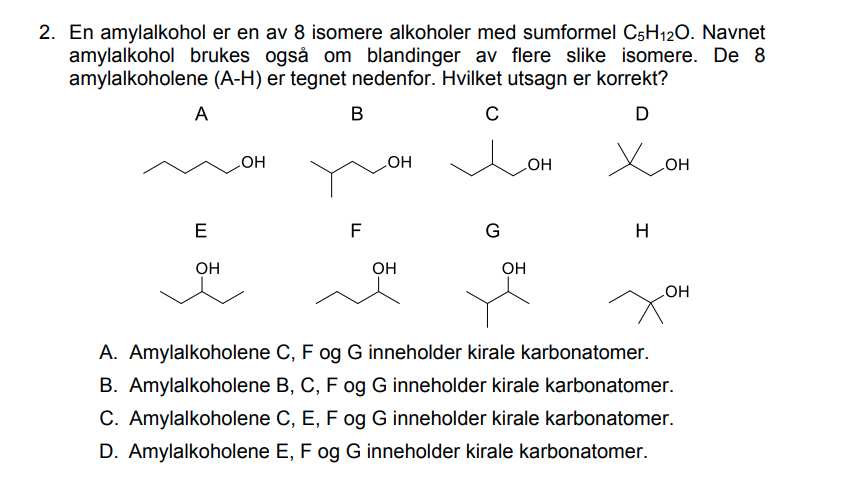 2. En amylalkohol er en av 8 isomere alkoholer med sumformel C₅H₁₂O. Navnet
amylalkohol brukes også om blandinger av flere slike isomere. De 8
amylalkoholene (A-H) er tegnet nedenfor. Hvilket utsagn er korrekt?
A B C D
OH OH OH OH
E F G H
OH OH OH
OH
A. Amylalkoholene C, F og G inneholder kirale karbonatomer.
B. Amylalkoholene B, C, F og G inneholder kirale karbonatomer.
C. Amylalkoholene C, E, F og G inneholder kirale karbonatomer.
D. Amylalkoholene E, F og G inneholder kirale karbonatomer.